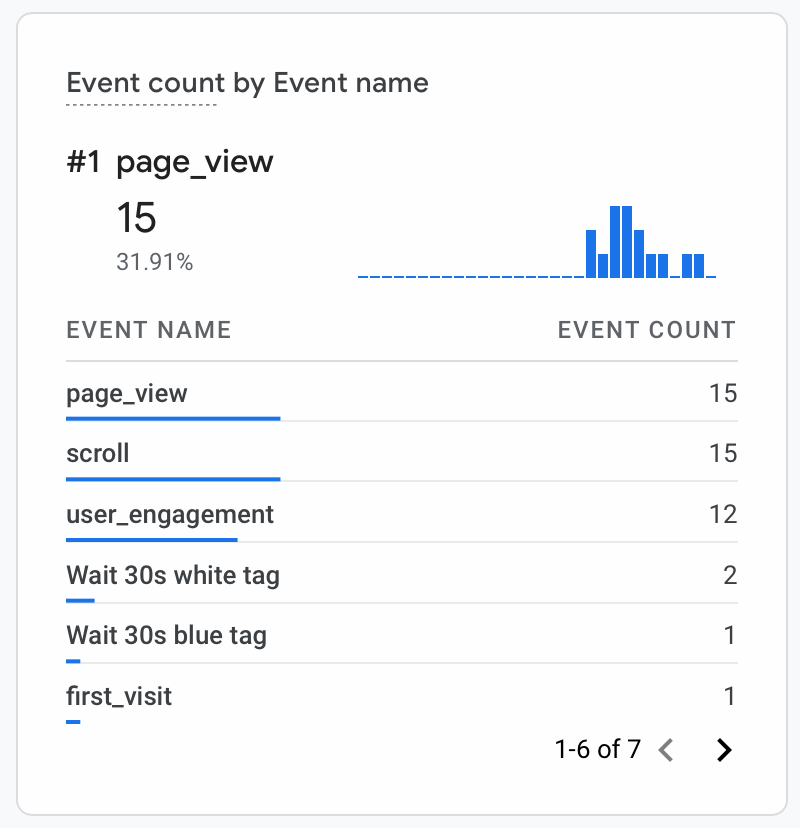 Event count by Event name
#1 page_view
15
31.91%
EVENT NAME EVENT COUNT
page_view 15
scroll 15
user_engagement 12
Wait 30s white tag 2
Wait 30s blue tag 1
first_visit 1
1-6 of 7